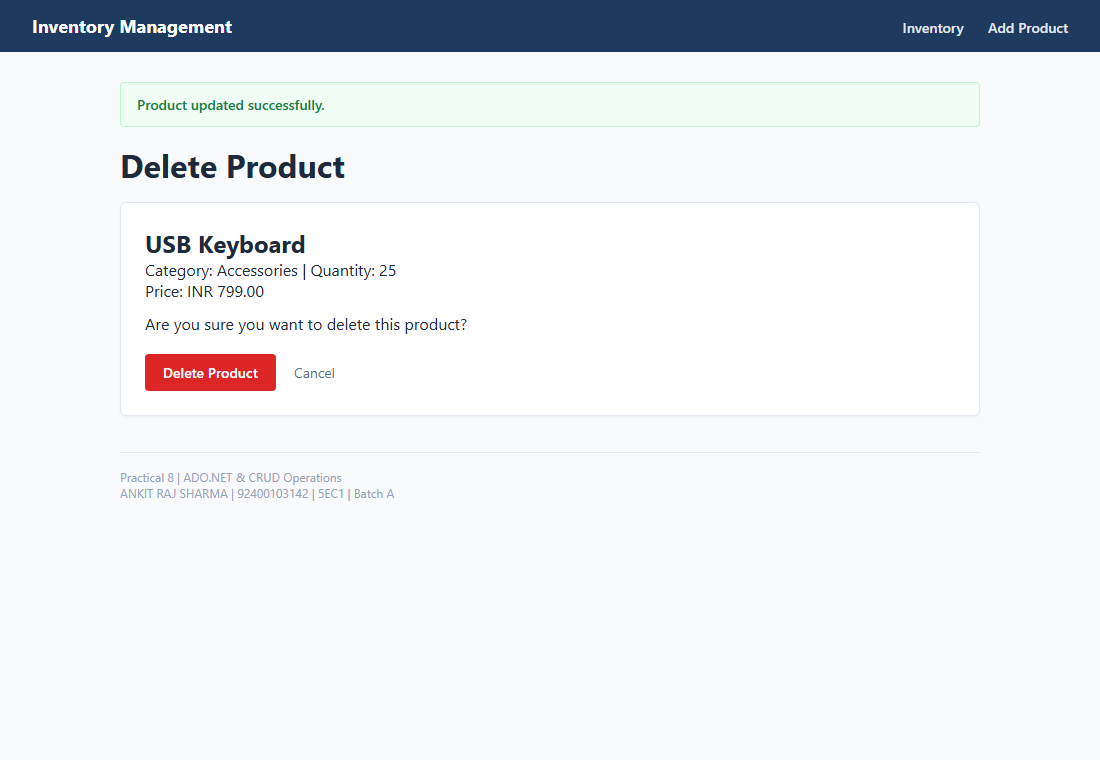 Inventory Management
Inventory
Add Product
Product updated successfully.
Delete Product
USB Keyboard
Category: Accessories | Quantity: 25
Price: INR 799.00
Are you sure you want to delete this product?
Delete Product
Cancel
Practical 8 | ADO.NET & CRUD Operations
ANKIT RAJ SHARMA | 92400103142 | 5EC1 | Batch A